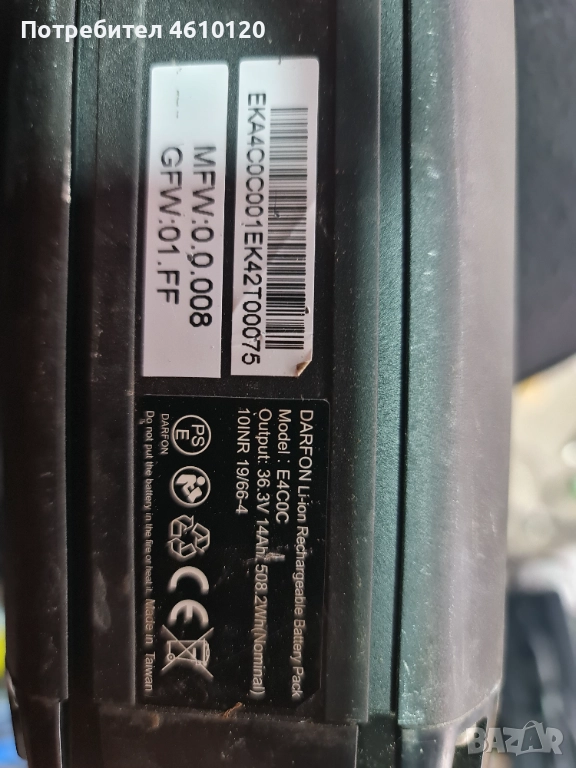 Потребител 4610120
EKA4C0C001EK42T00075
MFW:0.0.008
GFW:01.FF
DARFON Li-ion Rechargeable Battery Pack
Model : E4C0C
Output: 36.3V 14Ah/ 508.2Wh(Nominal)
10INR 19/66-4
PS
E
DARFON
Do not put the battery in the fire or heat it. Made in Taiwan
BAZAR